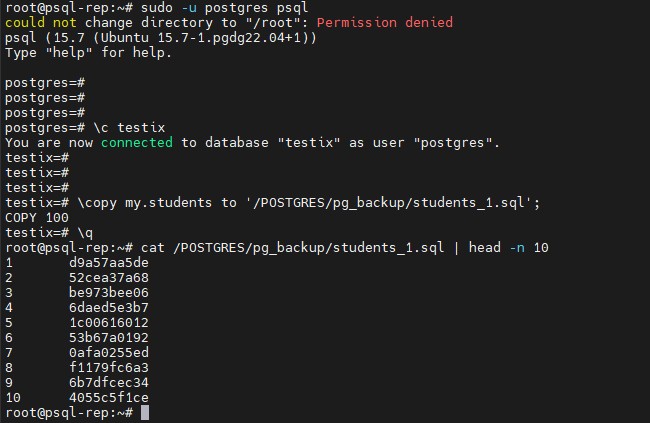 root@psql-rep:~# sudo -u postgres psql
could not change directory to "/root": Permission denied
psql (15.7 (Ubuntu 15.7-1.pgdg22.04+1))
Type "help" for help.

postgres=#
postgres=#
postgres=#
postgres=# \c testix
You are now connected to database "testix" as user "postgres".
testix=#
testix=#
testix=#
testix=# \copy my.students to '/POSTGRES/pg_backup/students_1.sql';
COPY 100
testix=# \q
root@psql-rep:~# cat /POSTGRES/pg_backup/students_1.sql | head -n 10
1       d9a57aa5de
2       52cea37a68
3       be973bee06
4       6daed5e3b7
5       1c00616012
6       53b67a0192
7       0afa0255ed
8       f1179fc6a3
9       6b7dfcec34
10      4055c5f1ce
root@psql-rep:~#